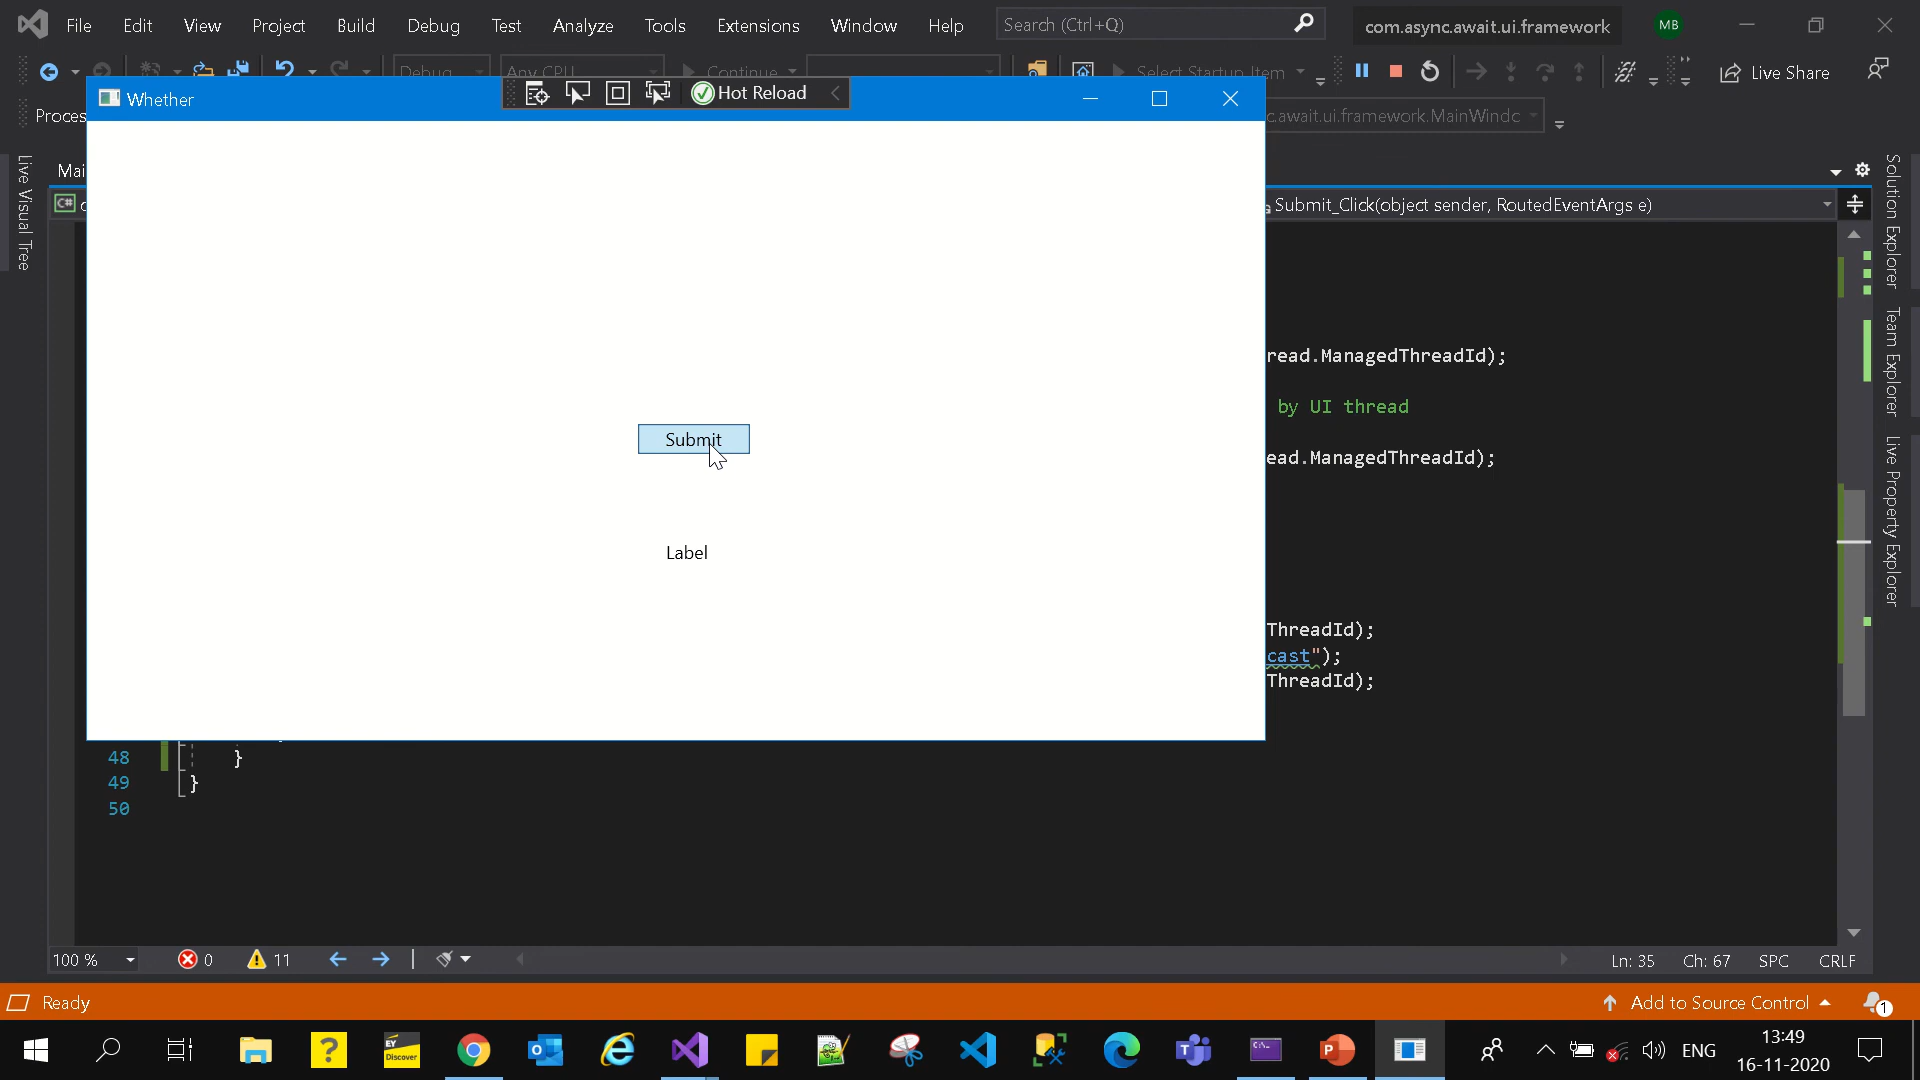 File Edit View Project Build Debug Test Analyze Tools Extensions Window Help Search (Ctrl+Q) com.async.await.ui.framework MB
Debug Any CPU Continue Select Startup Item Live Share
Whether Hot Reload
Proces c.await.ui.framework.MainWindc
Mai
C# Submit_Click(object sender, RoutedEventArgs e)
Live Visual Tree
Solution Explorer
Team Explorer
Live Property Explorer
read.ManagedThreadId);
by UI thread
Submit
ead.ManagedThreadId);
Label
ThreadId);
cast");
ThreadId);
48 }
49 }
50
100 % 0 11 Ln: 35 Ch: 67 SPC CRLF
Ready Add to Source Control 1
EY Discover ENG 13:49
16-11-2020